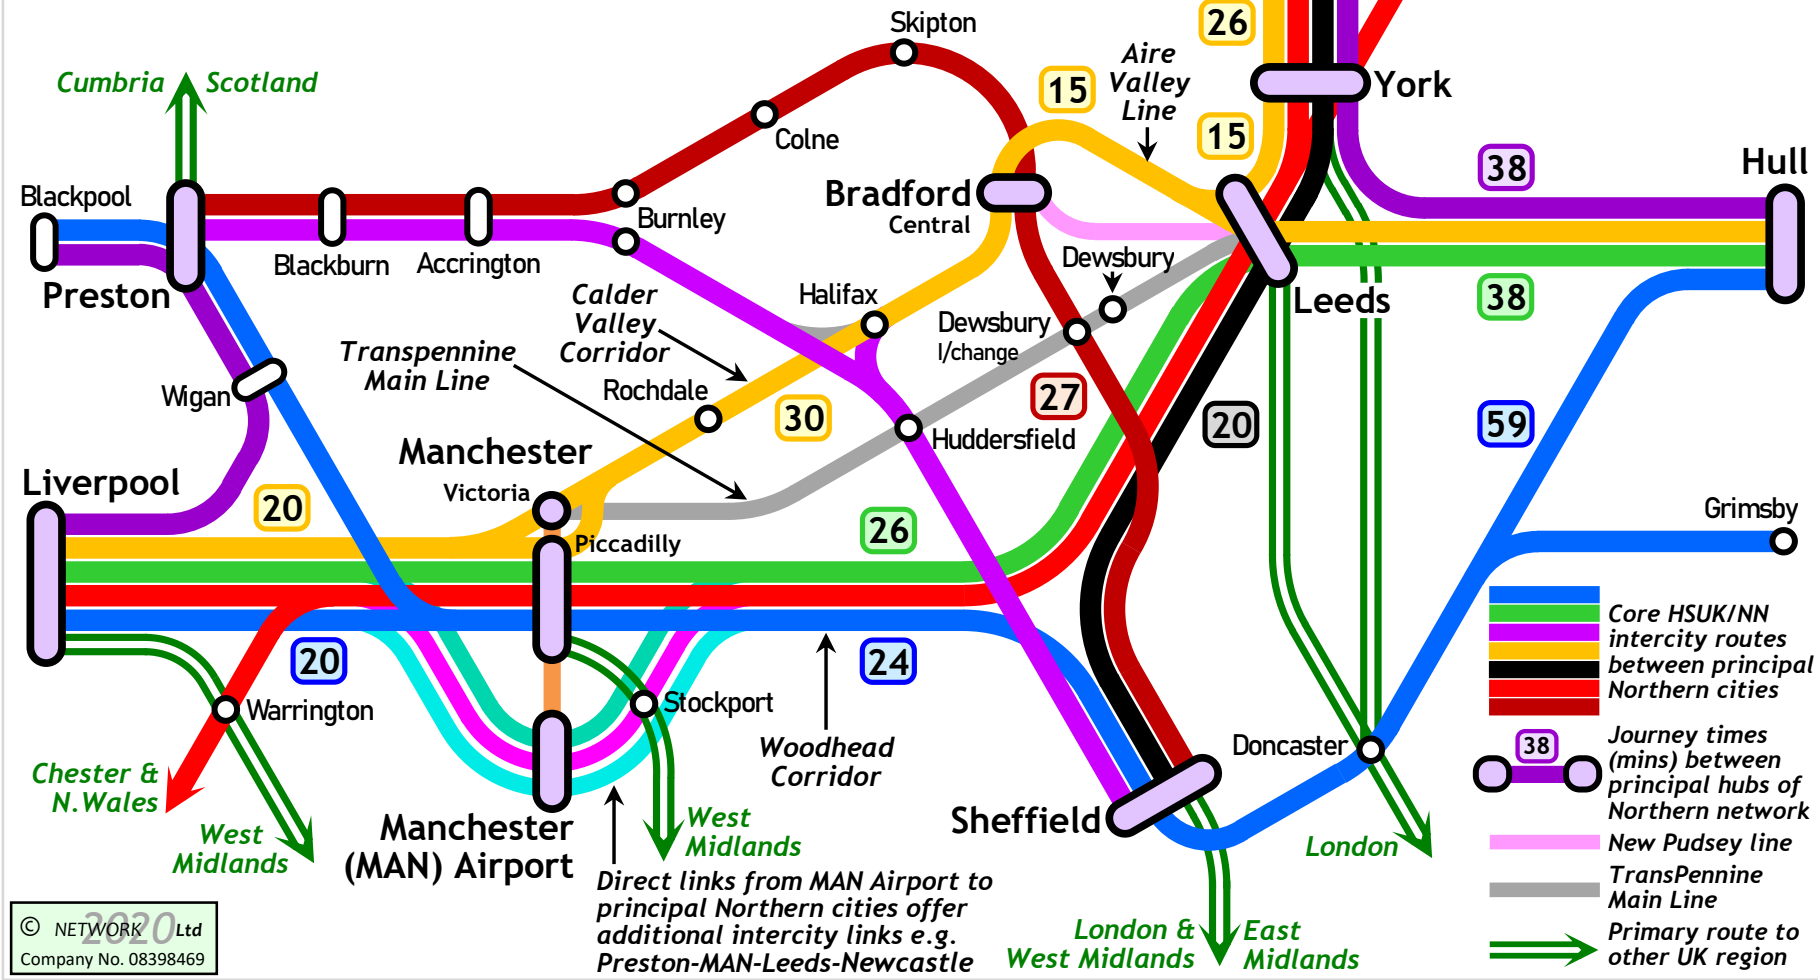 Skipton
26
Cumbria Scotland
15
Aire
Valley
Line
York
Colne
15
Hull
38
Blackpool
Bradford
Central
Burnley
Blackburn
Accrington
Dewsbury
Preston
Calder
Valley
Corridor
Halifax
Leeds
38
Dewsbury
I/change
Transpennine
Main Line
Wigan
Rochdale
30
27
20
59
Huddersfield
Manchester
Victoria
Liverpool
20
26
Piccadilly
Grimsby
20
24
Warrington
Stockport
Woodhead
Corridor
Doncaster
Chester &
N.Wales
West
Midlands
Manchester
(MAN) Airport
West
Midlands
Sheffield
London
Direct links from MAN Airport to
principal Northern cities offer
additional intercity links e.g.
Preston-MAN-Leeds-Newcastle
London &
West Midlands
East
Midlands
Core HSUK/NN
intercity routes
between principal
Northern cities
38
Journey times
(mins) between
principal hubs of
Northern network
New Pudsey line
TransPennine
Main Line
Primary route to
other UK region
© NETWORK 2020 Ltd
Company No. 08398469